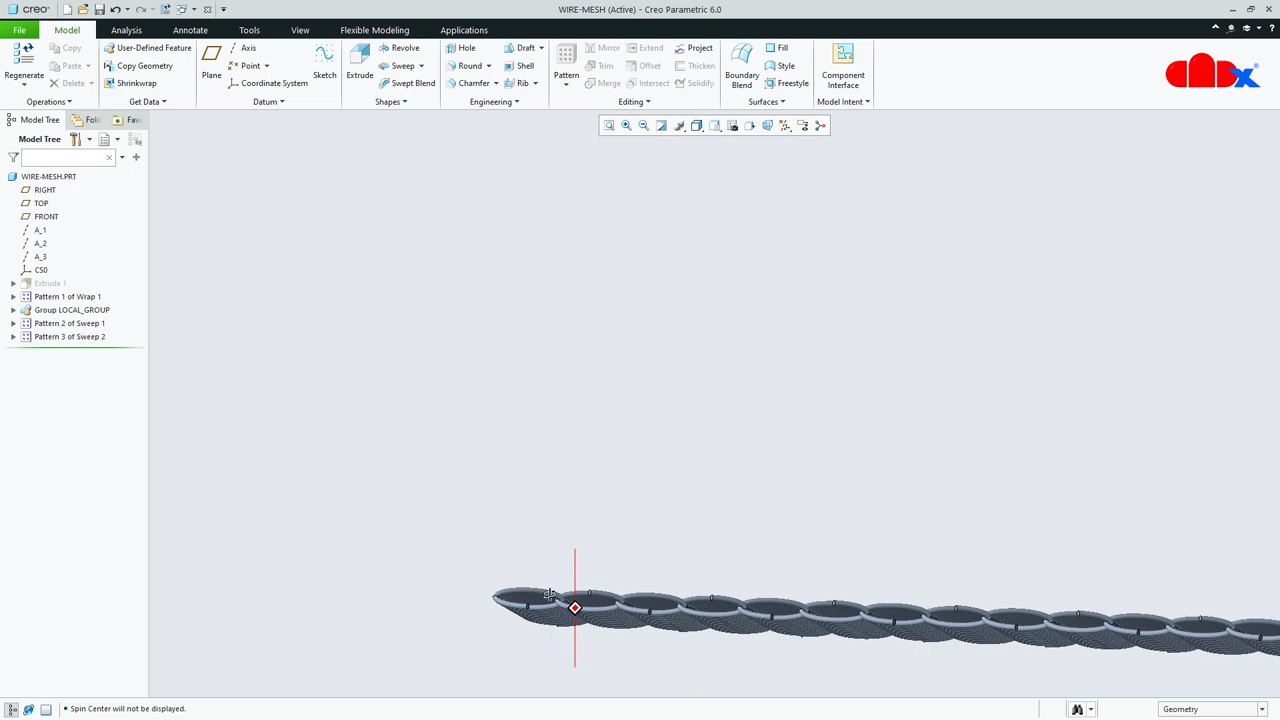 creo
WIRE-MESH (Active) - Creo Parametric 6.0
File Model Analysis Annotate Tools View Flexible Modeling Applications
Regenerate
Copy
Paste
Delete
Operations
User-Defined Feature
Copy Geometry
Shrinkwrap
Get Data
Plane
Axis
Point
Coordinate System
Sketch
Datum
Extrude
Revolve
Sweep
Swept Blend
Shapes
Hole
Round
Chamfer
Draft
Shell
Rib
Engineering
Pattern
Mirror
Trim
Merge
Extend
Offset
Intersect
Project
Thicken
Solidify
Editing
Boundary
Blend
Fill
Style
Freestyle
Surfaces
Component
Interface
Model Intent
Model Tree
Fol
Fav
Model Tree
WIRE-MESH.PRT
RIGHT
TOP
FRONT
A_1
A_2
A_3
CS0
Extrude 1
Pattern 1 of Wrap 1
Group LOCAL_GROUP
Pattern 2 of Sweep 1
Pattern 3 of Sweep 2
• Spin Center will not be displayed.
Geometry